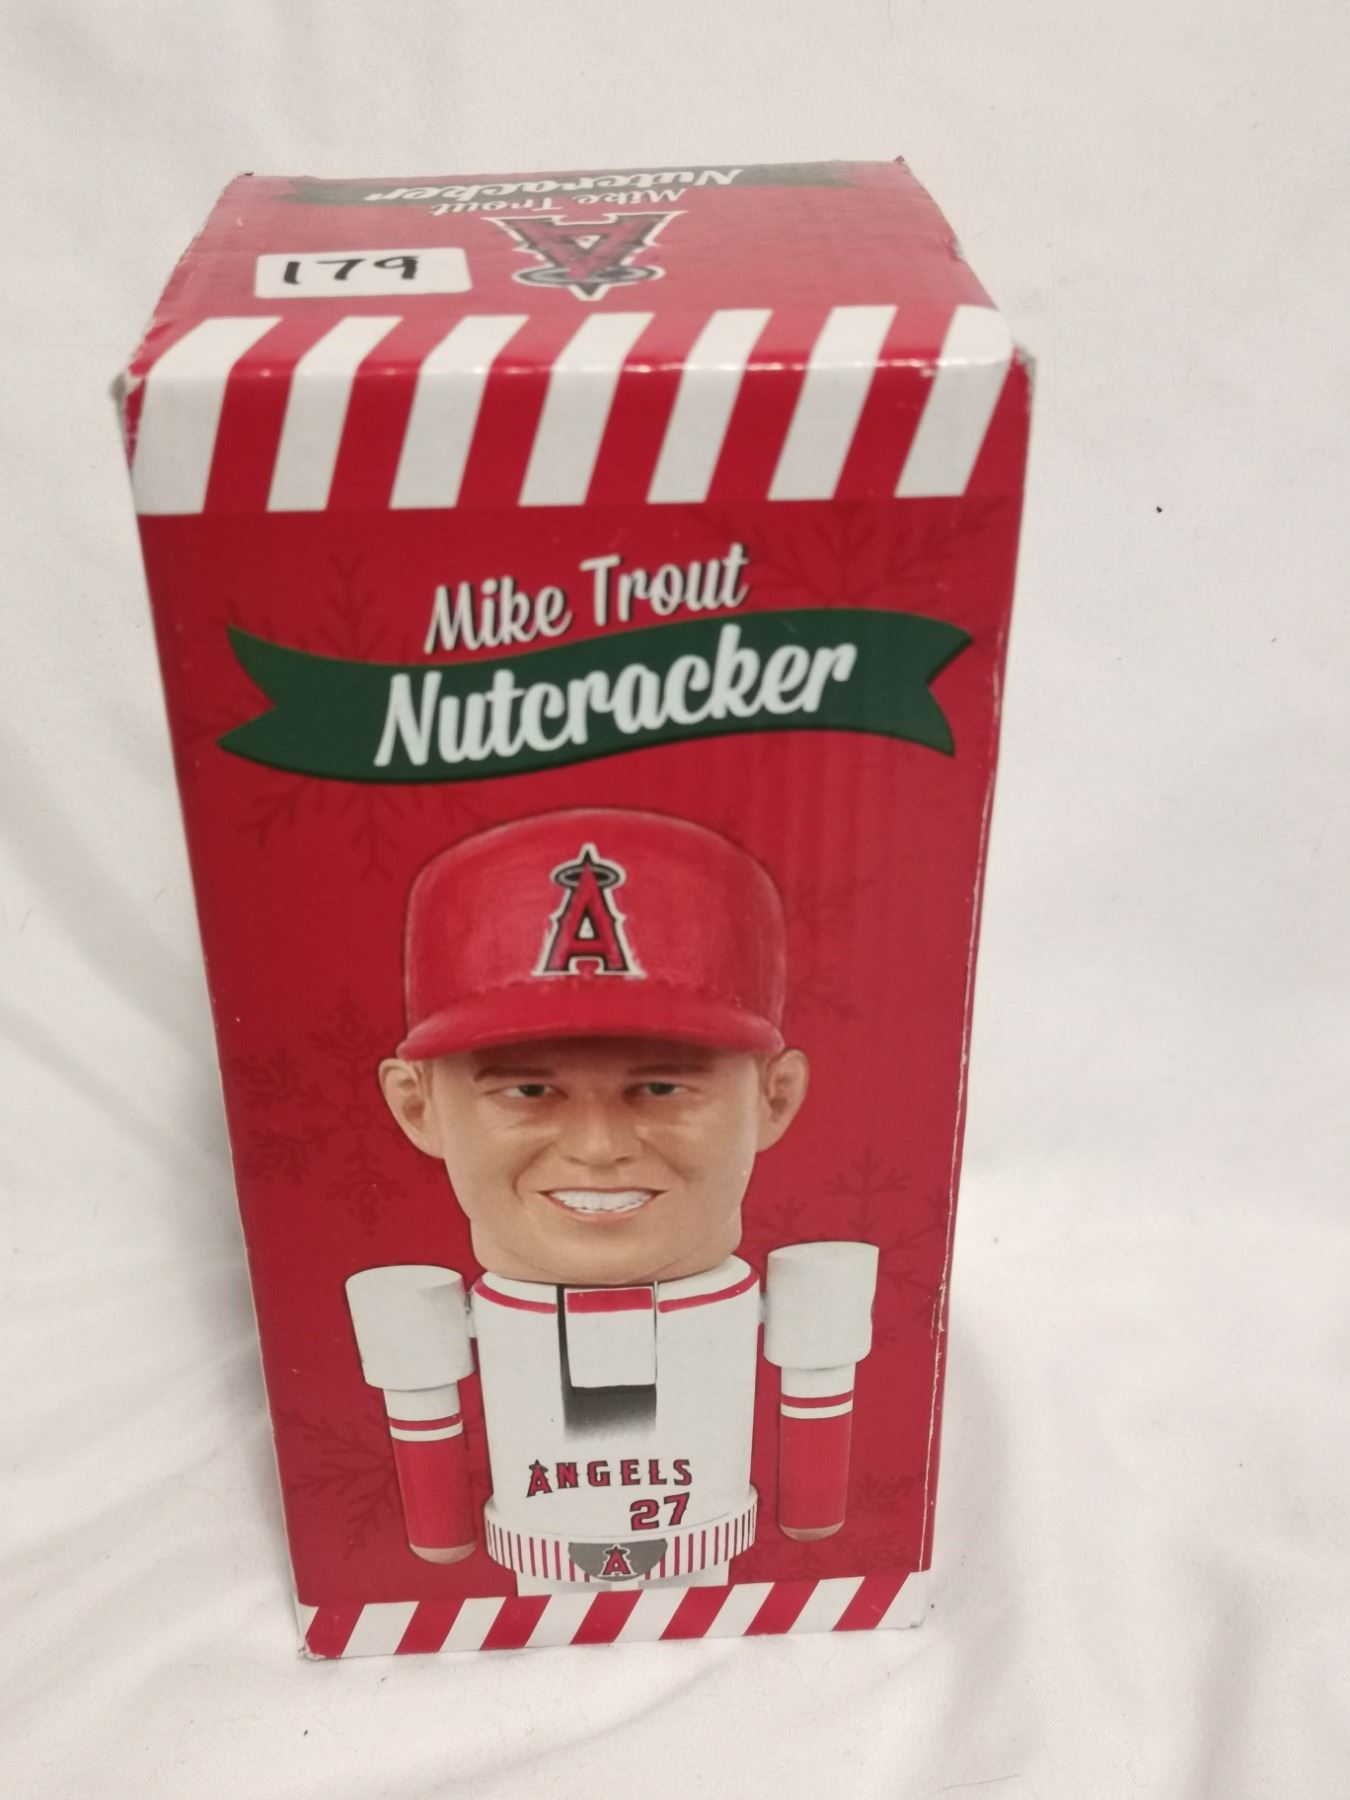 Nutcracker
Mike Trout
A
179
Mike Trout
Nutcracker
A
ANGELS
27
A